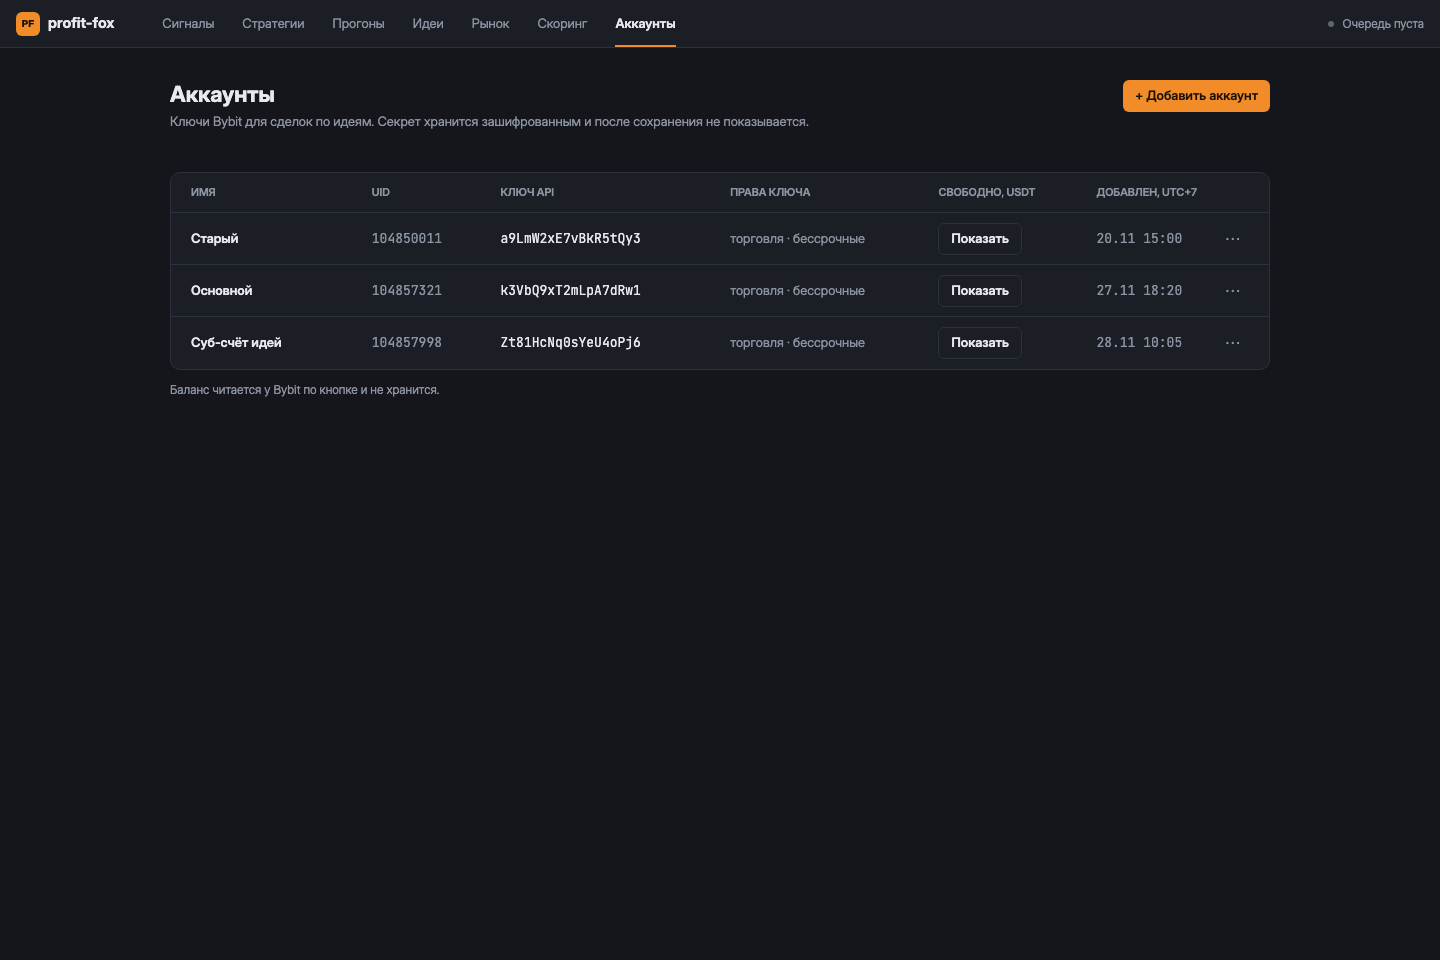 PF profit-fox Сигналы Стратегии Прогоны Идеи Рынок Скоринг Аккаунты Очередь пуста
Аккаунты
+ Добавить аккаунт
Ключи Bybit для сделок по идеям. Секрет хранится зашифрованным и после сохранения не показывается.
ИМЯ UID КЛЮЧ API ПРАВА КЛЮЧА СВОБОДНО, USDT ДОБАВЛЕН, UTC+7
Старый 104850011 a9LmW2xE7vBkR5tQy3 торговля · бессрочные Показать 20.11 15:00 ···
Основной 104857321 k3VbQ9xT2mLpA7dRw1 торговля · бессрочные Показать 27.11 18:20 ···
Суб-счёт идей 104857998 Zt81HcNq0sYeU4oPj6 торговля · бессрочные Показать 28.11 10:05 ···
Баланс читается у Bybit по кнопке и не хранится.